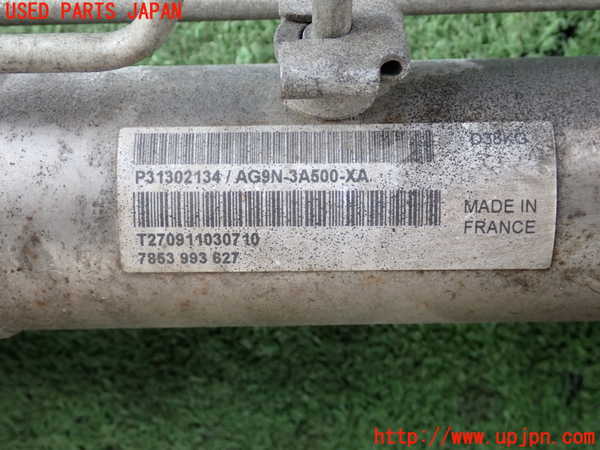 USED PARTS JAPAN
D38KG
P31302134 / AG9N-3A500-XA
MADE IN
FRANCE
T270911030710
7853 993 627
http://www.upjpn.com/